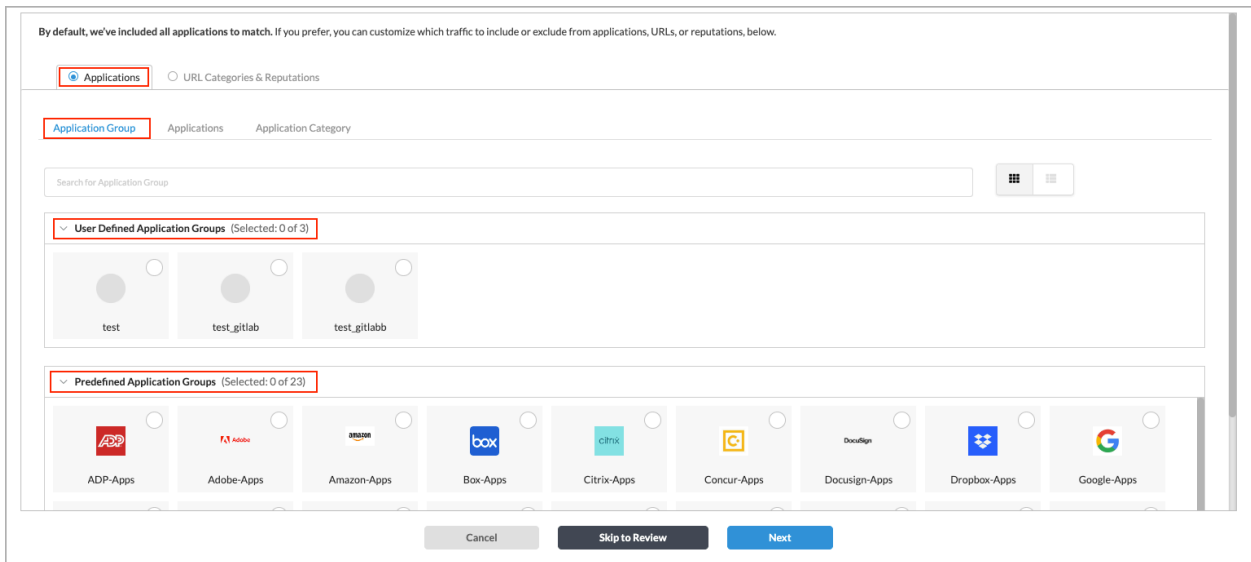 By default, we've included all applications to match. If you prefer, you can customize which traffic to include or exclude from applications, URLs, or reputations, below.
Applications URL Categories & Reputations
Application Group Applications Application Category
Search for Application Group
User Defined Application Groups (Selected: 0 of 3)
test test_gitlab test_gitlabb
Predefined Application Groups (Selected: 0 of 23)
ADP Adobe amazon box citrix C DocuSign G
ADP-Apps Adobe-Apps Amazon-Apps Box-Apps Citrix-Apps Concur-Apps Docusign-Apps Dropbox-Apps Google-Apps
Cancel Skip to Review Next